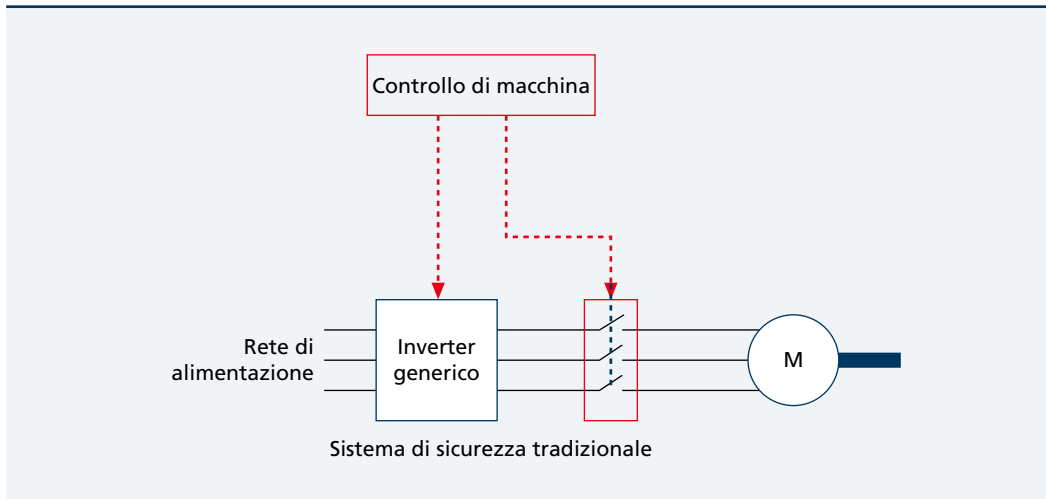 Controllo di macchina
Rete di
alimentazione
Inverter
generico
M
Sistema di sicurezza tradizionale